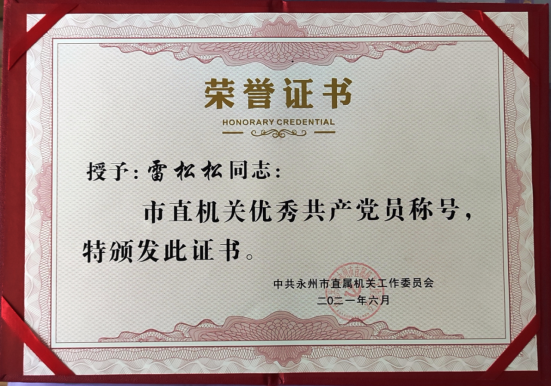 荣誉证书
HONORARY CREDENTIAL
授予:雷松松同志:
市直机关优秀共产党员称号,
特颁发此证书。
中共永州市直属机关工作委员会
二〇二一年六月